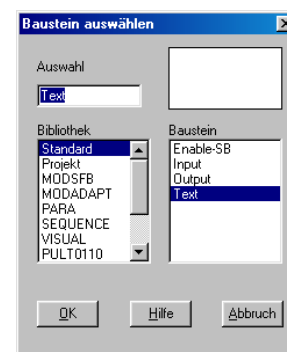 Baustein auswählen
Auswahl
Text
Bibliothek
Standard
Projekt
MODSFB
MODADAPT
PARA
SEQUENCE
VISUAL
PULT0110
Baustein
Enable-SB
Input
Output
Text
OK
Hilfe
Abbruch